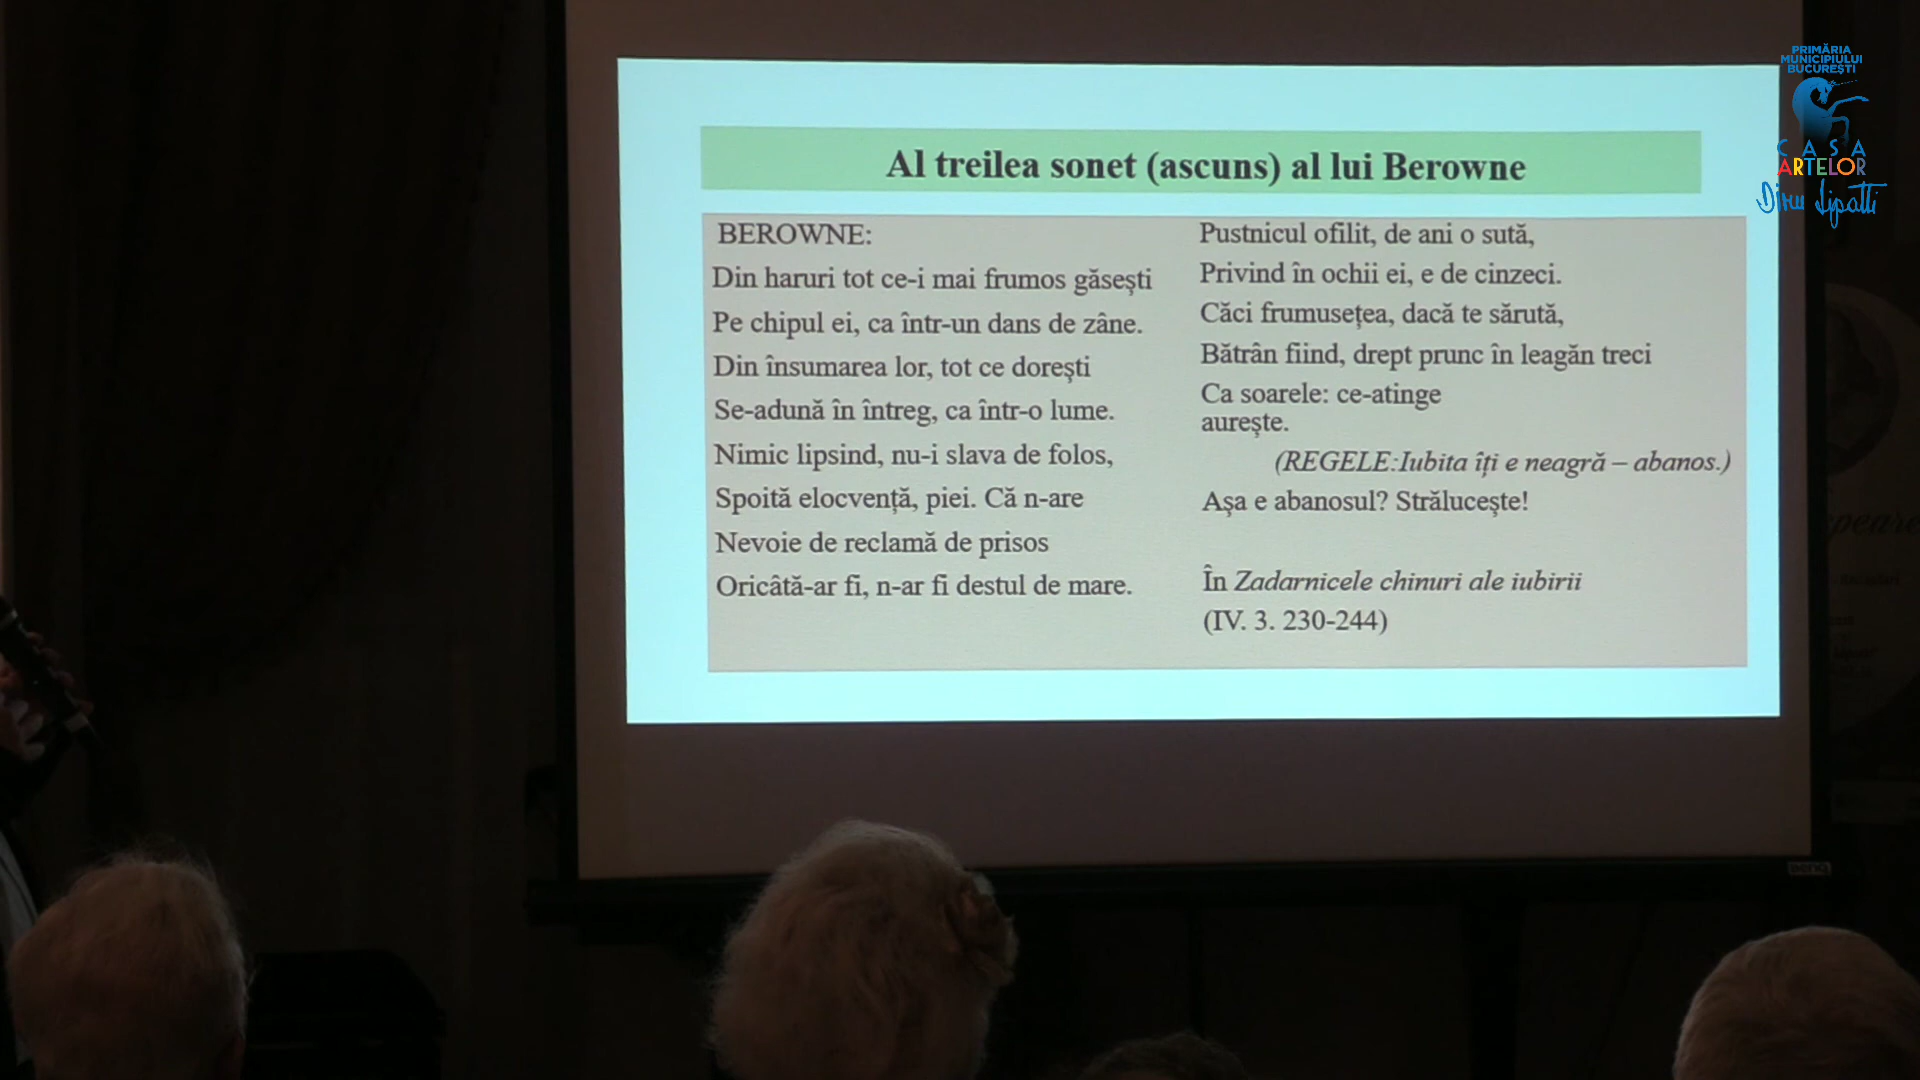 PRIMĂRIA
MUNICIPIULUI
BUCUREȘTI
CASA
ARTELOR
Dinu Lipatti
Al treilea sonet (ascuns) al lui Berowne
BEROWNE:
Din haruri tot ce-i mai frumos găsești
Pe chipul ei, ca într-un dans de zâne.
Din însumarea lor, tot ce dorești
Se-adună în întreg, ca într-o lume.
Nimic lipsind, nu-i slava de folos,
Spoită elocvență, piei. Că n-are
Nevoie de reclamă de prisos
Oricâtă-ar fi, n-ar fi destul de mare.
Pustnicul ofilit, de ani o sută,
Privind în ochii ei, e de cinzeci.
Căci frumusețea, dacă te sărută,
Bătrân fiind, drept prunc în leagăn treci
Ca soarele: ce-atinge
aurește.
(REGELE:Iubita îți e neagră – abanos.)
Așa e abanosul? Strălucește!
În Zadarnicele chinuri ale iubirii
(IV. 3. 230-244)
BENQ